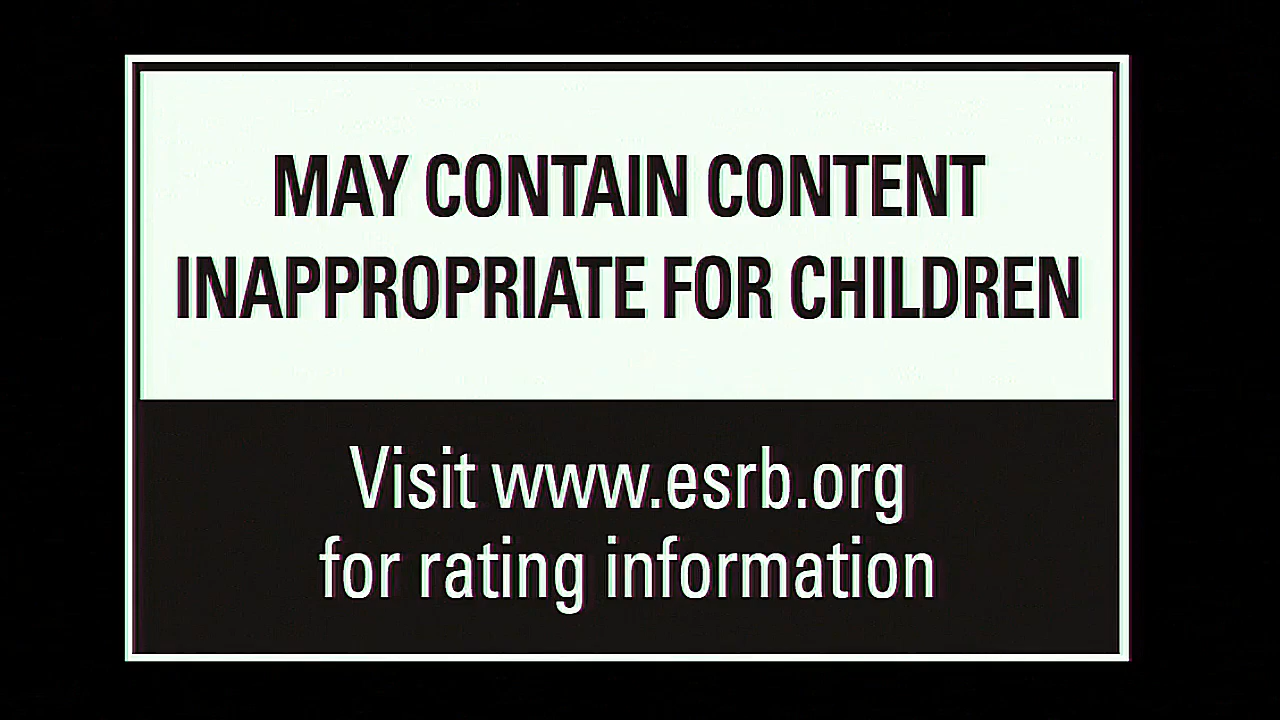 MAY CONTAIN CONTENT
INAPPROPRIATE FOR CHILDREN
Visit www.esrb.org
for rating information